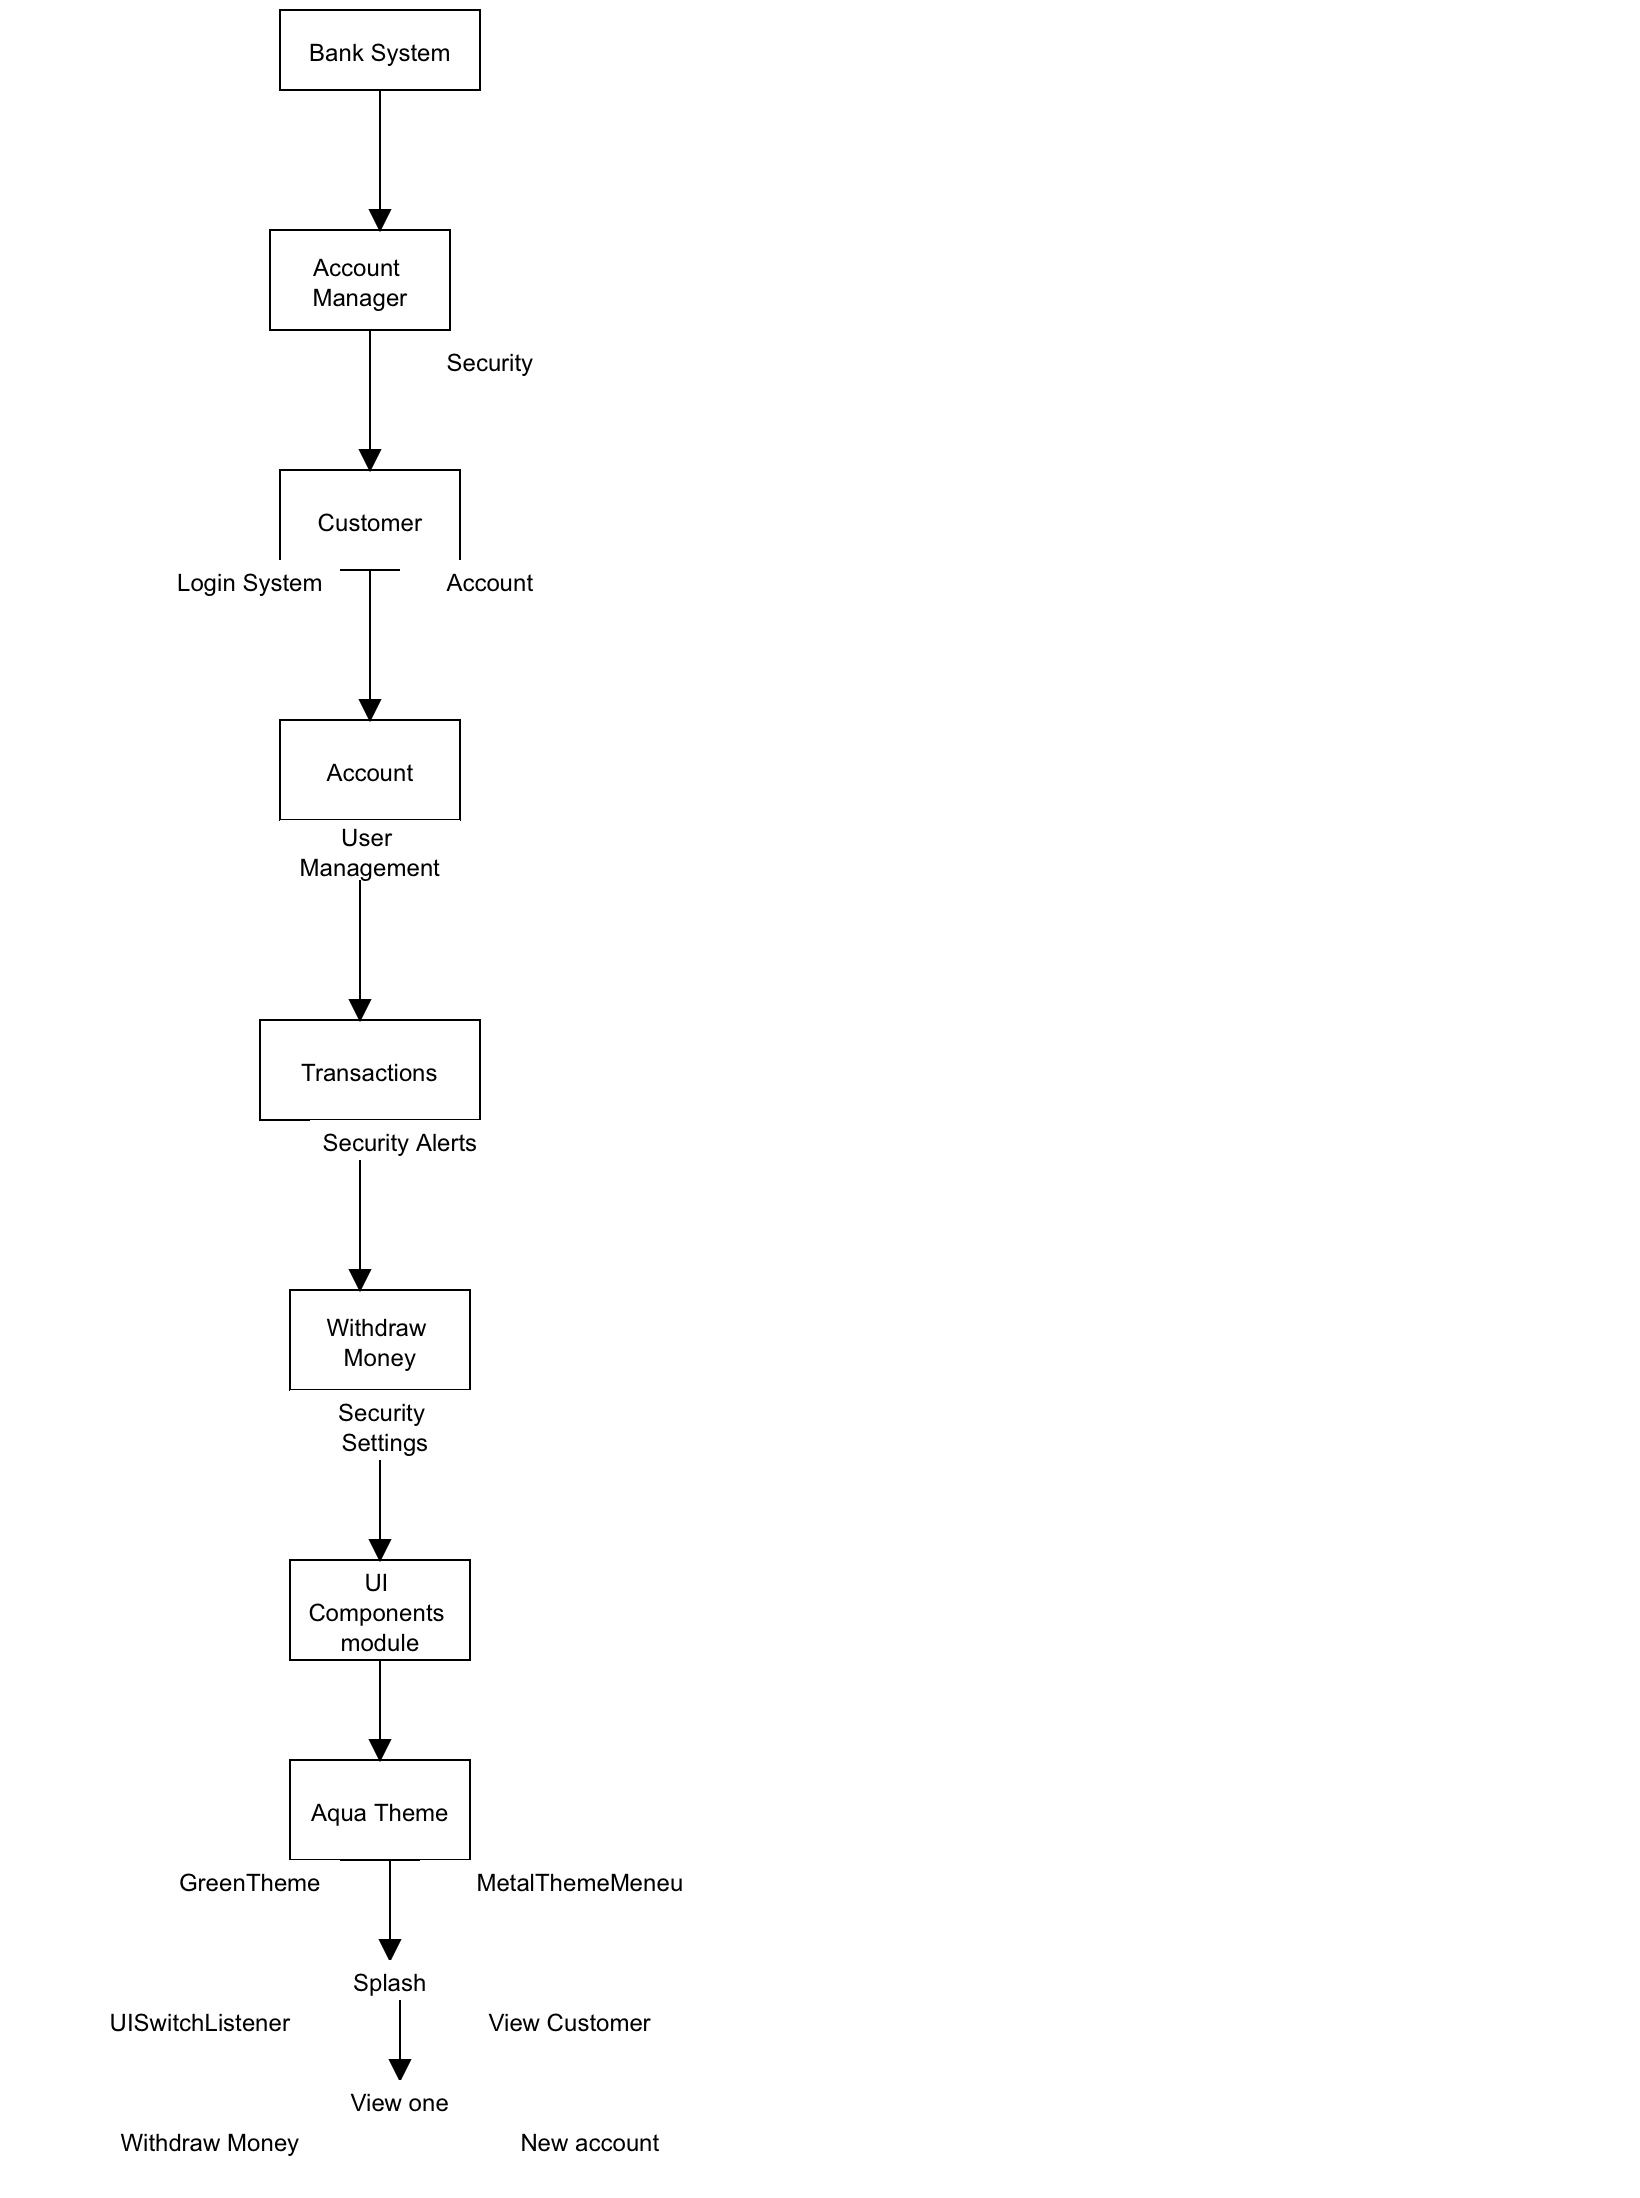 Bank System
Account
Manager
Security
Customer
Login System
Account
Account
User
Management
Transactions
Security Alerts
Withdraw
Money
Security
Settings
UI
Components
module
Aqua Theme
GreenTheme
MetalThemeMeneu
Splash
UISwitchListener
View Customer
View one
Withdraw Money
New account